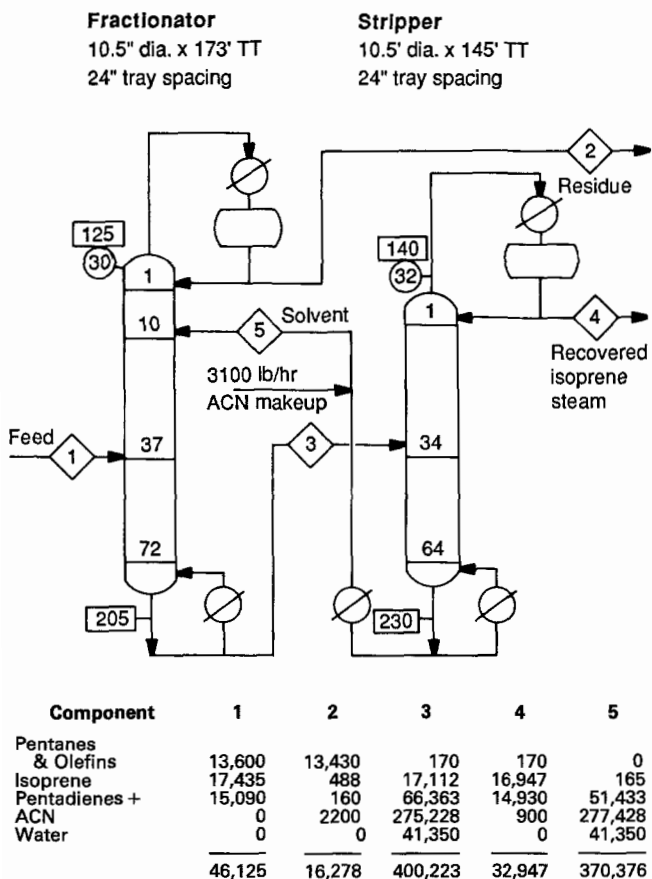 Fractionator
10.5" dia. x 173' TT
24" tray spacing
Stripper
10.5' dia. x 145' TT
24" tray spacing
2
Residue
125
30
1
140
32
1
10
5
Solvent
4
Recovered
isoprene
steam
3100 lb/hr
ACN makeup
Feed
1
37
3
34
72
64
205
230
Component 1 2 3 4 5
Pentanes
& Olefins 13,600 13,430 170 170 0
Isoprene 17,435 488 17,112 16,947 165
Pentadienes + 15,090 160 66,363 14,930 51,433
ACN 0 2200 275,228 900 277,428
Water 0 0 41,350 0 41,350
46,125 16,278 400,223 32,947 370,376